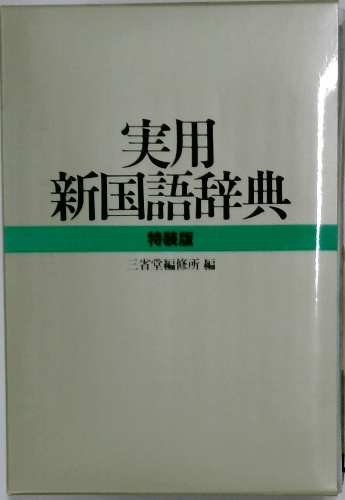 実用
新国語辞典
特装版
三省堂編修所 編